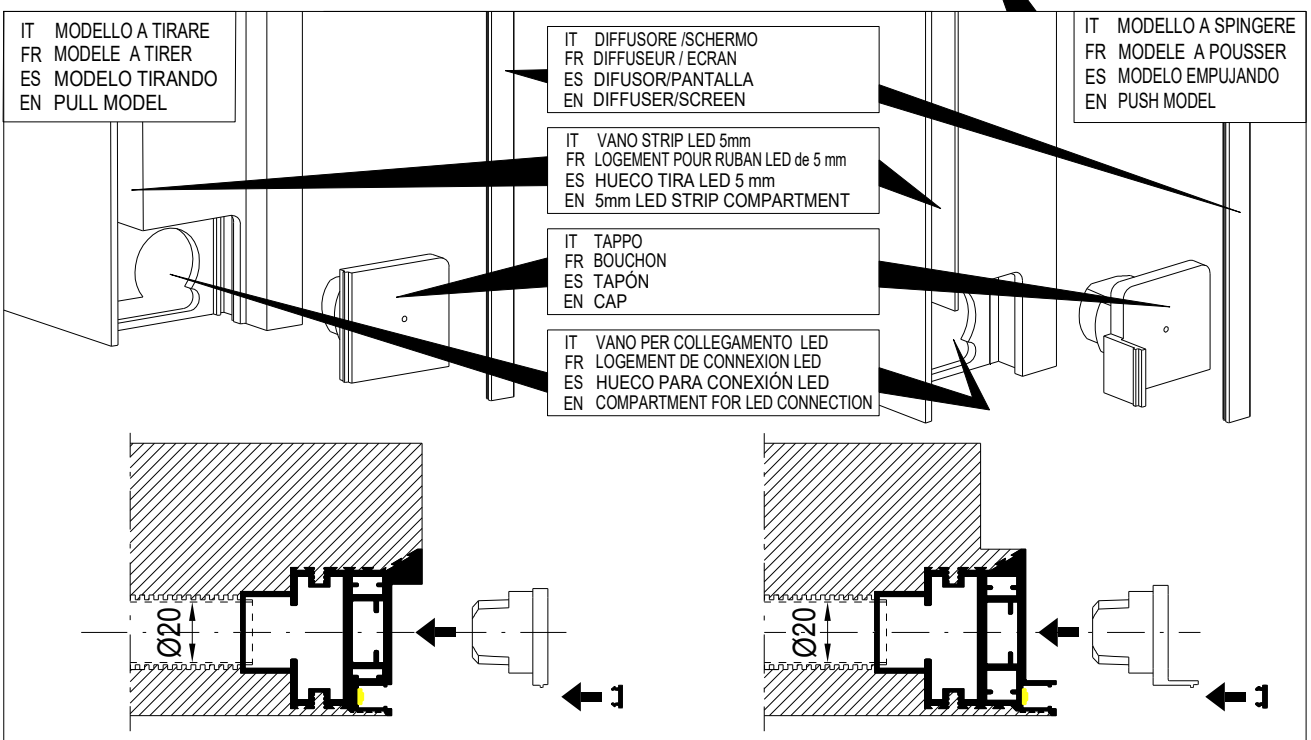 IT MODELLO A TIRARE
FR MODELE A TIRER
ES MODELO TIRANDO
EN PULL MODEL
IT DIFFUSORE /SCHERMO
FR DIFFUSEUR / ECRAN
ES DIFUSOR/PANTALLA
EN DIFFUSER/SCREEN
IT MODELLO A SPINGERE
FR MODELE A POUSSER
ES MODELO EMPUJANDO
EN PUSH MODEL
IT VANO STRIP LED 5mm
FR LOGEMENT POUR RUBAN LED de 5 mm
ES HUECO TIRA LED 5 mm
EN 5mm LED STRIP COMPARTMENT
IT TAPPO
FR BOUCHON
ES TAPÓN
EN CAP
IT VANO PER COLLEGAMENTO LED
FR LOGEMENT DE CONNEXION LED
ES HUECO PARA CONEXIÓN LED
EN COMPARTMENT FOR LED CONNECTION
Ø20
Ø20